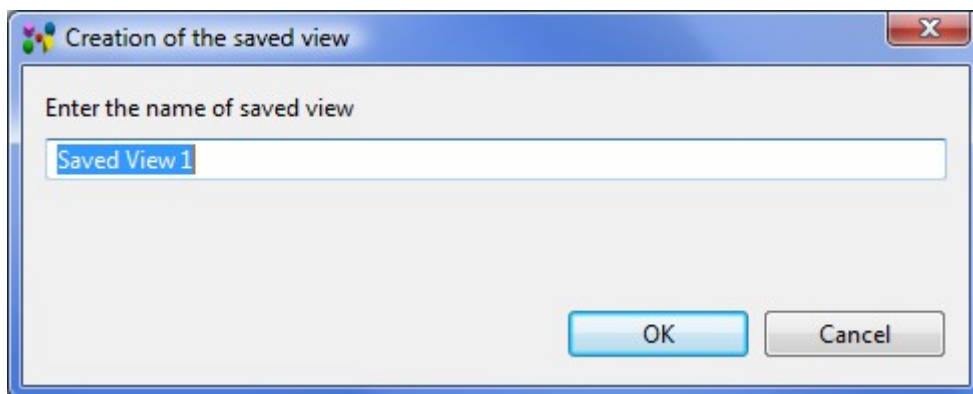 Creation of the saved view
Enter the name of saved view
Saved View 1
OK Cancel